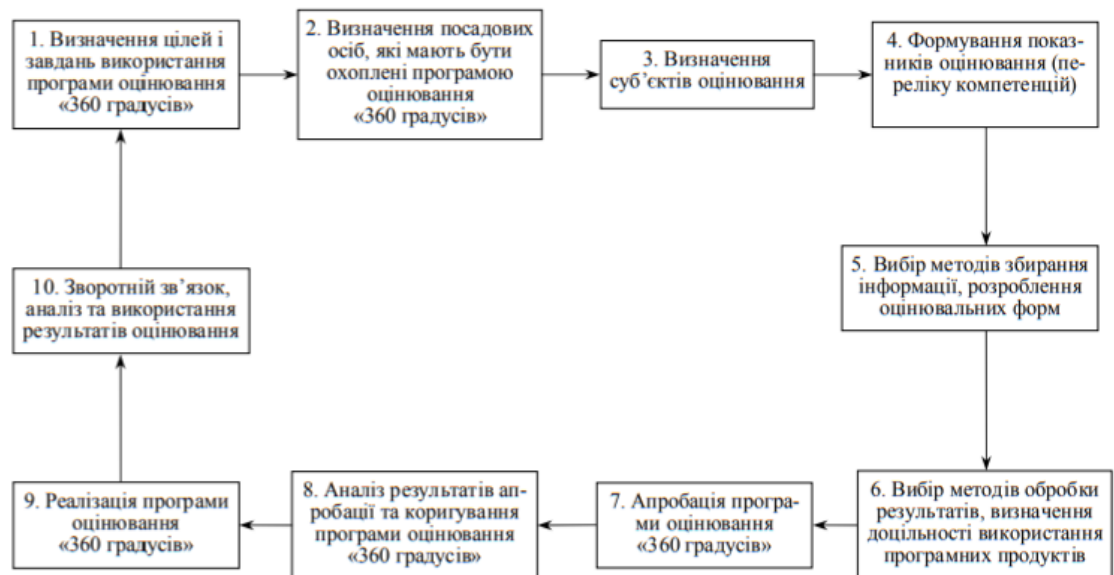 1. Визначення цілей і
завдань використання
програми оцінювання
«360 градусів»
2. Визначення посадових
осіб, які мають бути
охоплені програмою
оцінювання
«360 градусів»
3. Визначення
суб’єктів оцінювання
4. Формування показ-
ників оцінювання (пе-
реліку компетенцій)
5. Вибір методів збирання
інформації, розроблення
оцінювальних форм
6. Вибір методів обробки
результатів, визначення
доцільності використання
програмних продуктів
7. Апробація програ-
ми оцінювання
«360 градусів»
8. Аналіз результатів ап-
робації та коригування
програми оцінювання
«360 градусів»
9. Реалізація програми
оцінювання
«360 градусів»
10. Зворотній зв’язок,
аналіз та використання
результатів оцінювання